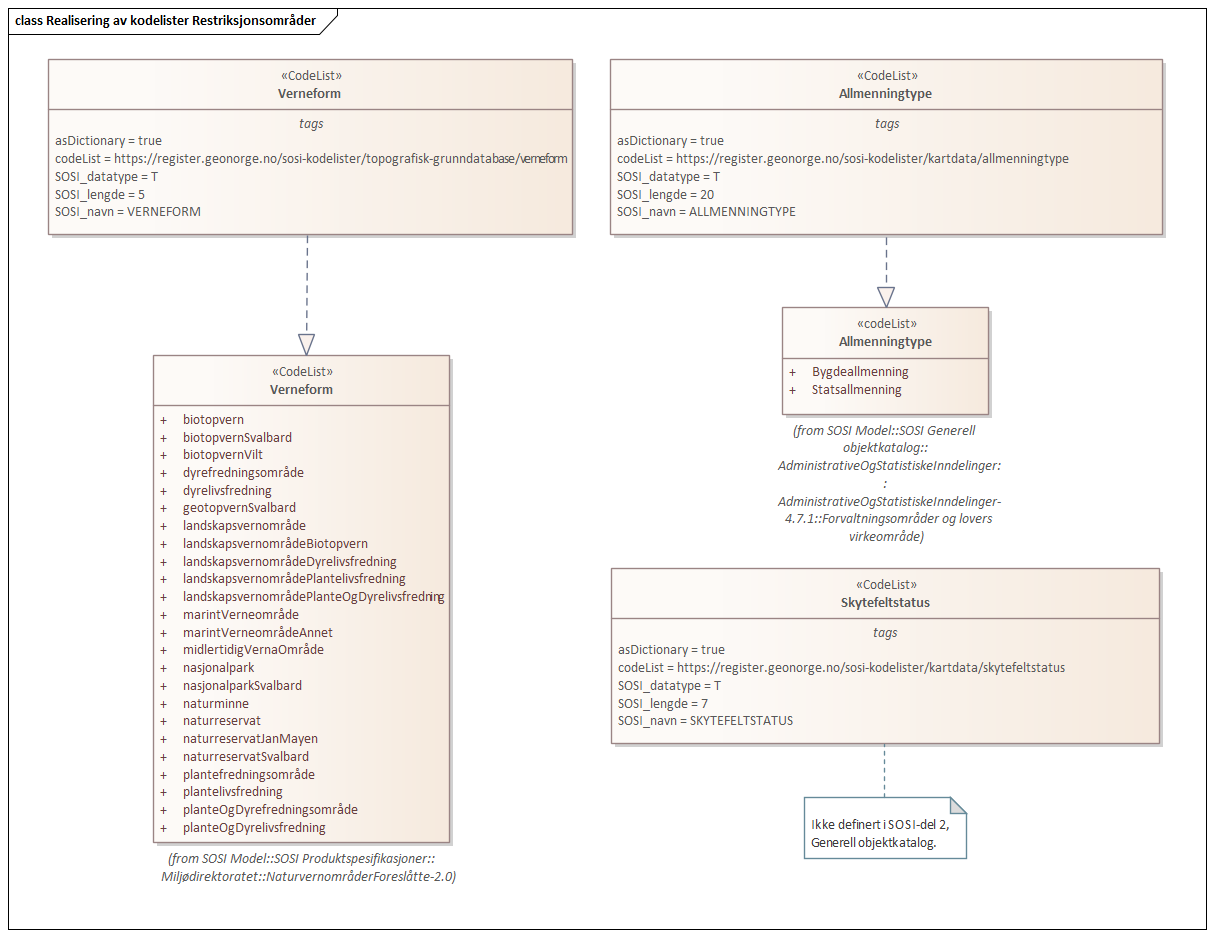 class Realisering av kodelister Restriksjonsområder
«CodeList»
Verneform
tags
asDictionary = true
codeList = https://register.geonorge.no/sosi-kodelister/topografisk-grunndatabase/verneform
SOSI_datatype = T
SOSI_lengde = 5
SOSI_navn = VERNEFORM
«CodeList»
Allmenningtype
tags
asDictionary = true
codeList = https://register.geonorge.no/sosi-kodelister/kartdata/allmenningtype
SOSI_datatype = T
SOSI_lengde = 20
SOSI_navn = ALLMENNINGTYPE
«CodeList»
Verneform
+ biotopvern
+ biotopvernSvalbard
+ biotopvernVilt
+ dyrefredningsområde
+ dyrelivsfredning
+ geotopvernSvalbard
+ landskapsvernområde
+ landskapsvernområdeBiotopvern
+ landskapsvernområdeDyrelivsfredning
+ landskapsvernområdePlantelivsfredning
+ landskapsvernområdePlanteOgDyrelivsfredning
+ marintVerneområde
+ marintVerneområdeAnnet
+ midlertidigVernaOmråde
+ nasjonalpark
+ nasjonalparkSvalbard
+ naturminne
+ naturreservat
+ naturreservatJanMayen
+ naturreservatSvalbard
+ plantefredningsområde
+ plantelivsfredning
+ planteOgDyrefredningsområde
+ planteOgDyrelivsfredning
(from SOSI Model::SOSI Produktspesifikasjoner::
Miljødirektoratet::NaturvernområderForeslåtte-2.0)
«codeList»
Allmenningtype
+ Bygdeallmenning
+ Statsallmenning
(from SOSI Model::SOSI Generell
objektkatalog::
AdministrativeOgStatistiskeInndelinger:
:
AdministrativeOgStatistiskeInndelinger-
4.7.1::Forvaltningsområder og lovers
virkeområde)
«CodeList»
Skytefeltstatus
tags
asDictionary = true
codeList = https://register.geonorge.no/sosi-kodelister/kartdata/skytefeltstatus
SOSI_datatype = T
SOSI_lengde = 7
SOSI_navn = SKYTEFELTSTATUS
Ikke definert i SOSI-del 2,
Generell objektkatalog.